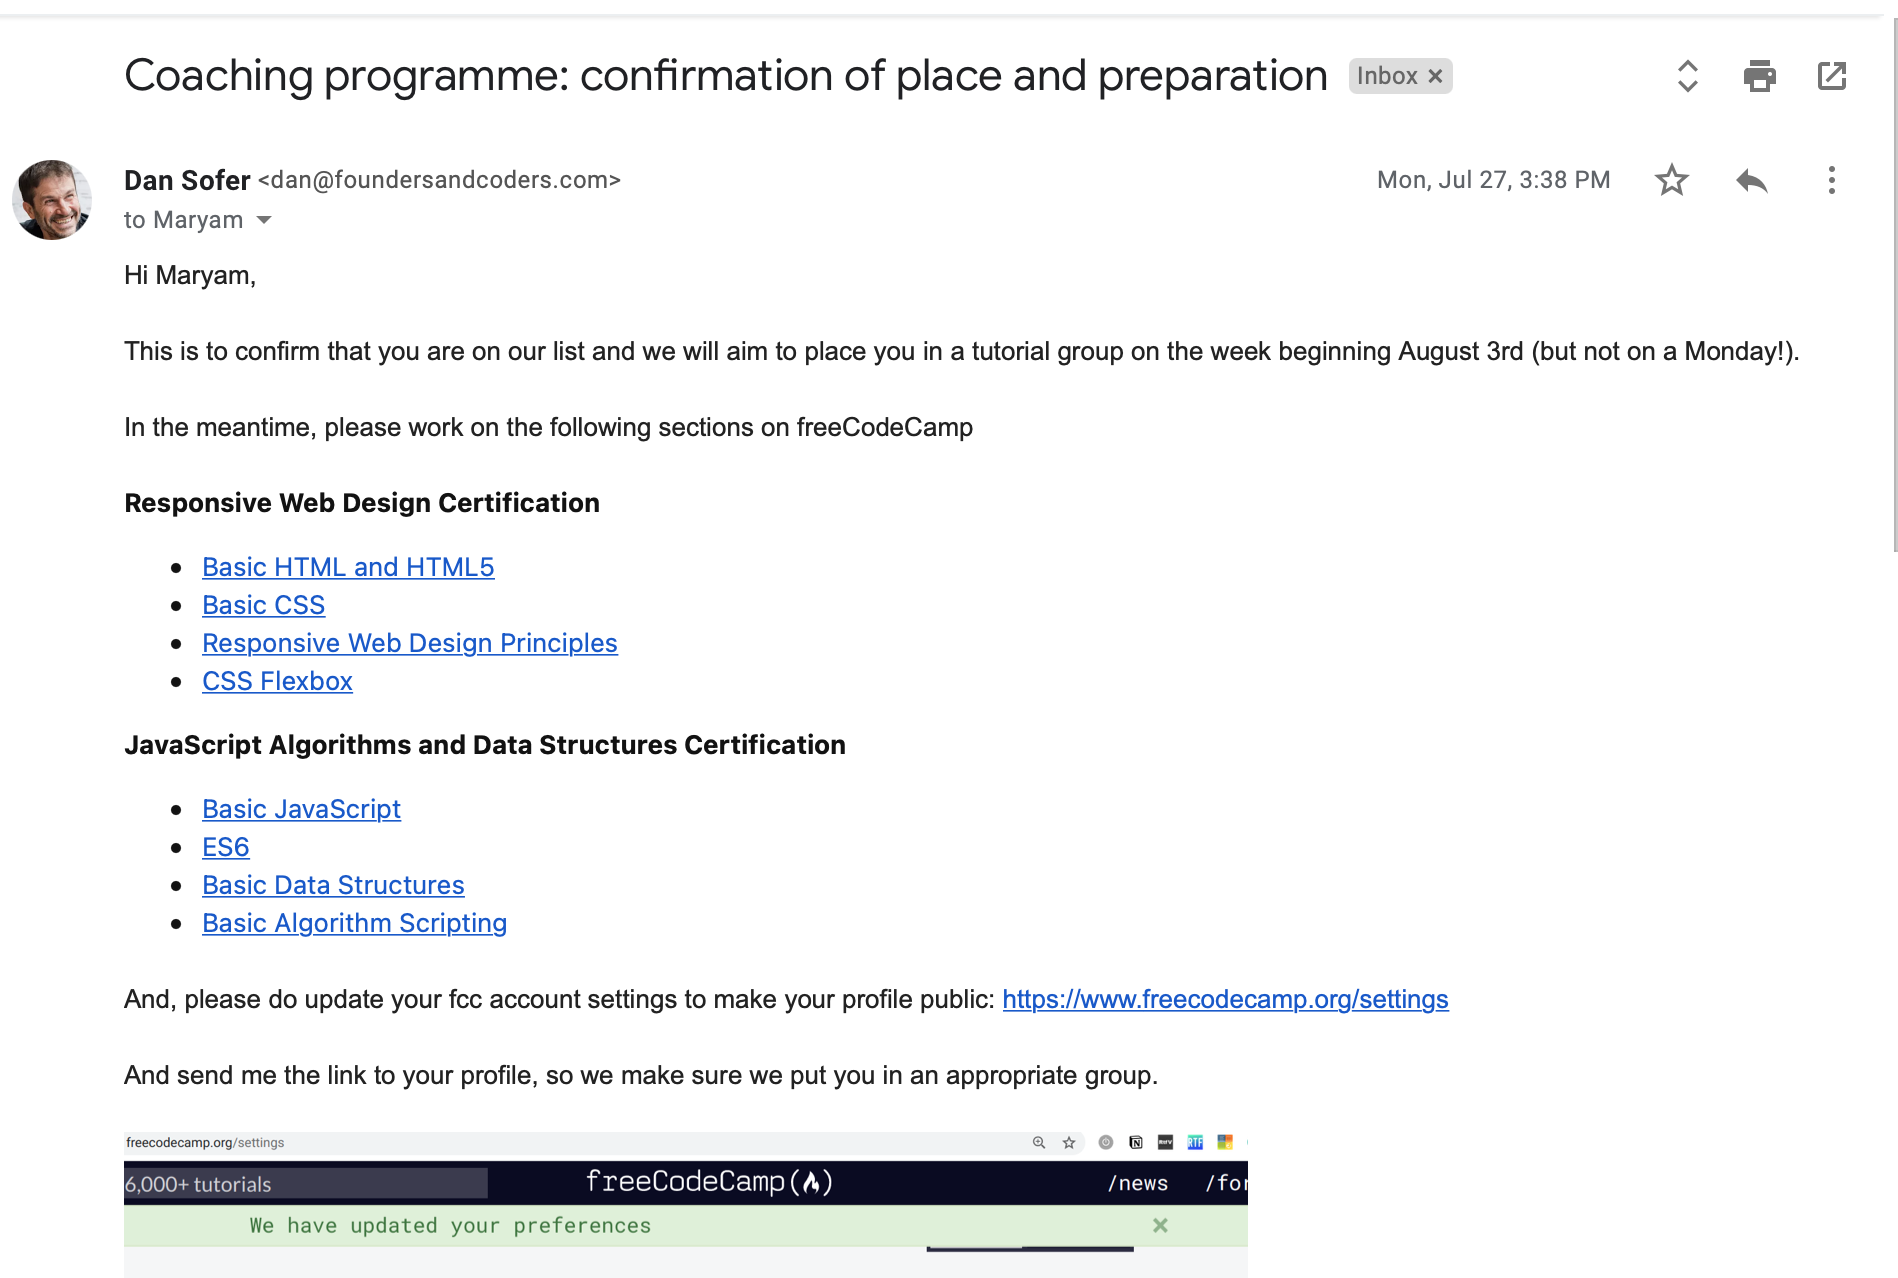 Coaching programme: confirmation of place and preparation Inbox ×
Dan Sofer <dan@foundersandcoders.com> Mon, Jul 27, 3:38 PM
to Maryam
Hi Maryam,
This is to confirm that you are on our list and we will aim to place you in a tutorial group on the week beginning August 3rd (but not on a Monday!).
In the meantime, please work on the following sections on freeCodeCamp
Responsive Web Design Certification
• Basic HTML and HTML5
• Basic CSS
• Responsive Web Design Principles
• CSS Flexbox
JavaScript Algorithms and Data Structures Certification
• Basic JavaScript
• ES6
• Basic Data Structures
• Basic Algorithm Scripting
And, please do update your fcc account settings to make your profile public: https://www.freecodecamp.org/settings
And send me the link to your profile, so we make sure we put you in an appropriate group.
freecodecamp.org/settings RTF
6,000+ tutorials freeCodeCamp /news /for
We have updated your preferences ×